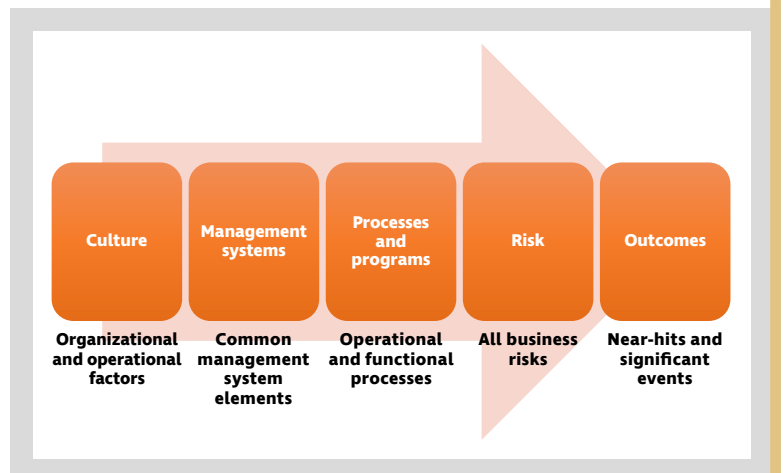 Culture
Management
systems
Processes
and
programs
Risk
Outcomes
Organizational
and operational
factors
Common
management
system
elements
Operational
and functional
processes
All business
risks
Near-hits and
significant
events